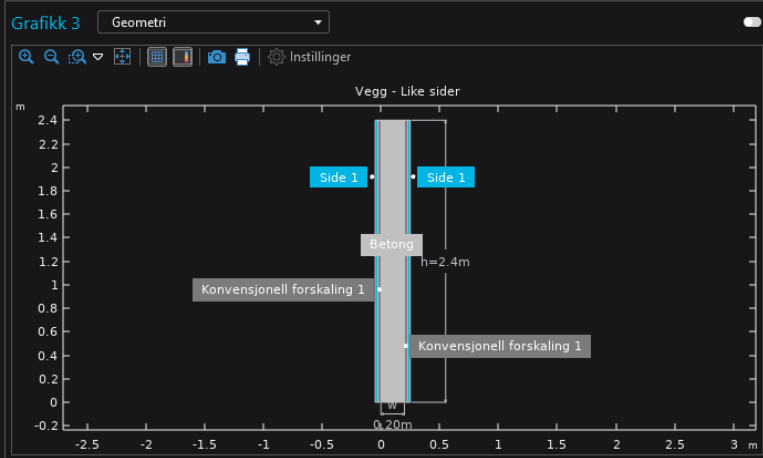 Grafikk 3
Geometri
Instillinger
Vegg - Like sider
m
2.4
2.2
2
1.8
1.6
1.4
1.2
1
0.8
0.6
0.4
0.2
0
-0.2
Side 1
Side 1
Betong
h=2.4m
Konvensjonell forskaling 1
Konvensjonell forskaling 1
w
0.20m
-2.5 -2 -1.5 -1 -0.5 0 0.5 1 1.5 2 2.5 3 m